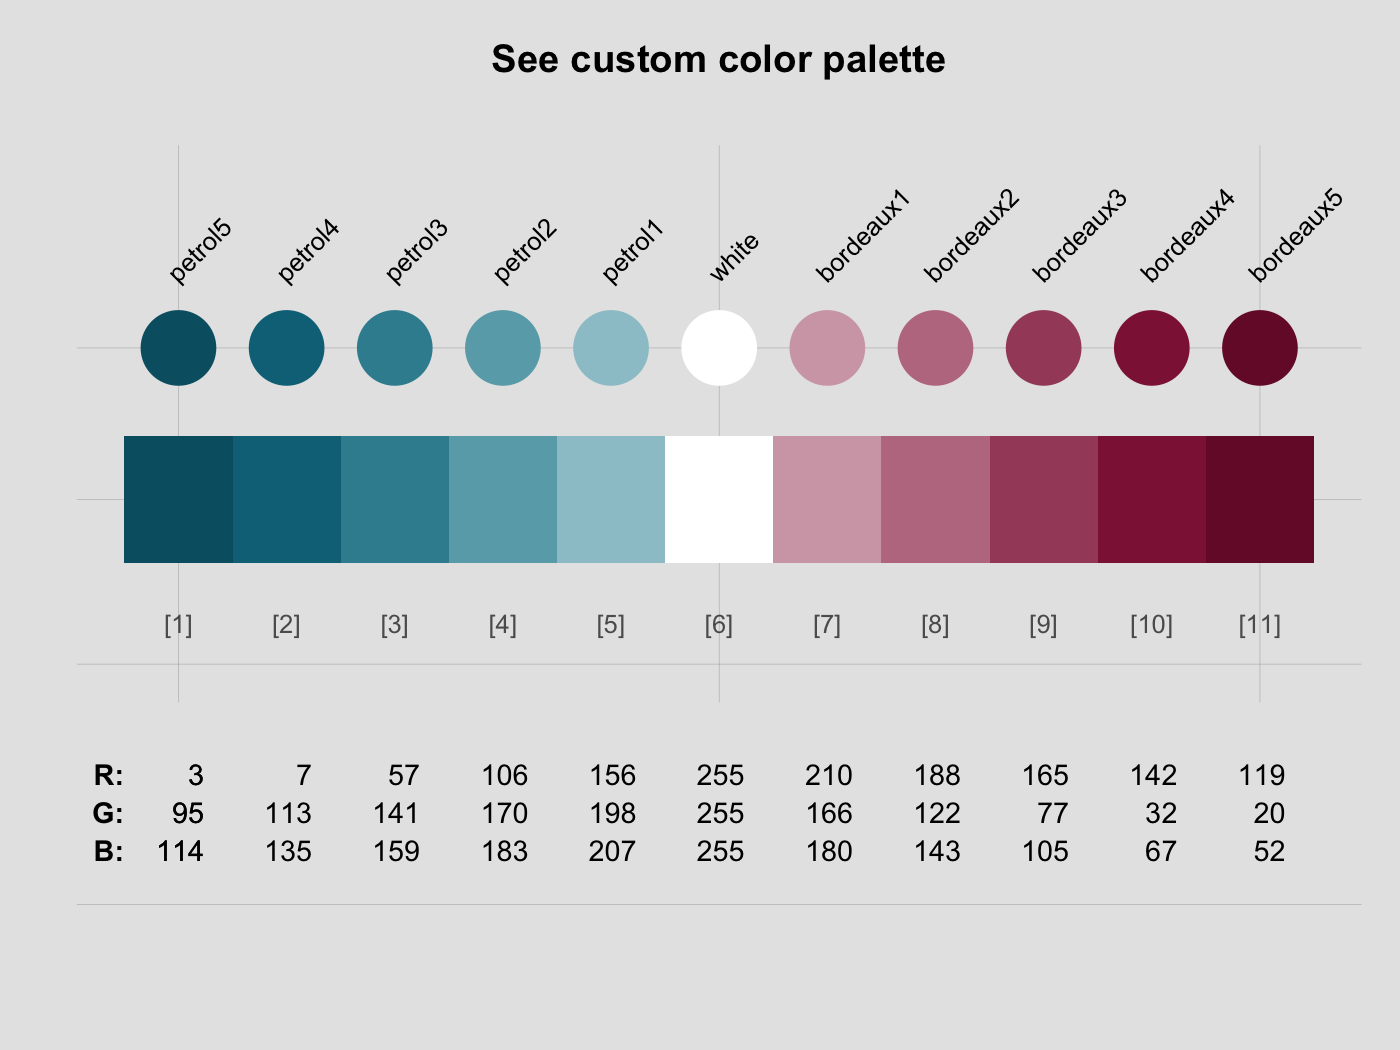 See custom color palette
petrol5 petrol4 petrol3 petrol2 petrol1 white bordeaux1 bordeaux2 bordeaux3 bordeaux4 bordeaux5
[1] [2] [3] [4] [5] [6] [7] [8] [9] [10] [11]
R: 3 7 57 106 156 255 210 188 165 142 119
G: 95 113 141 170 198 255 166 122 77 32 20
B: 114 135 159 183 207 255 180 143 105 67 52